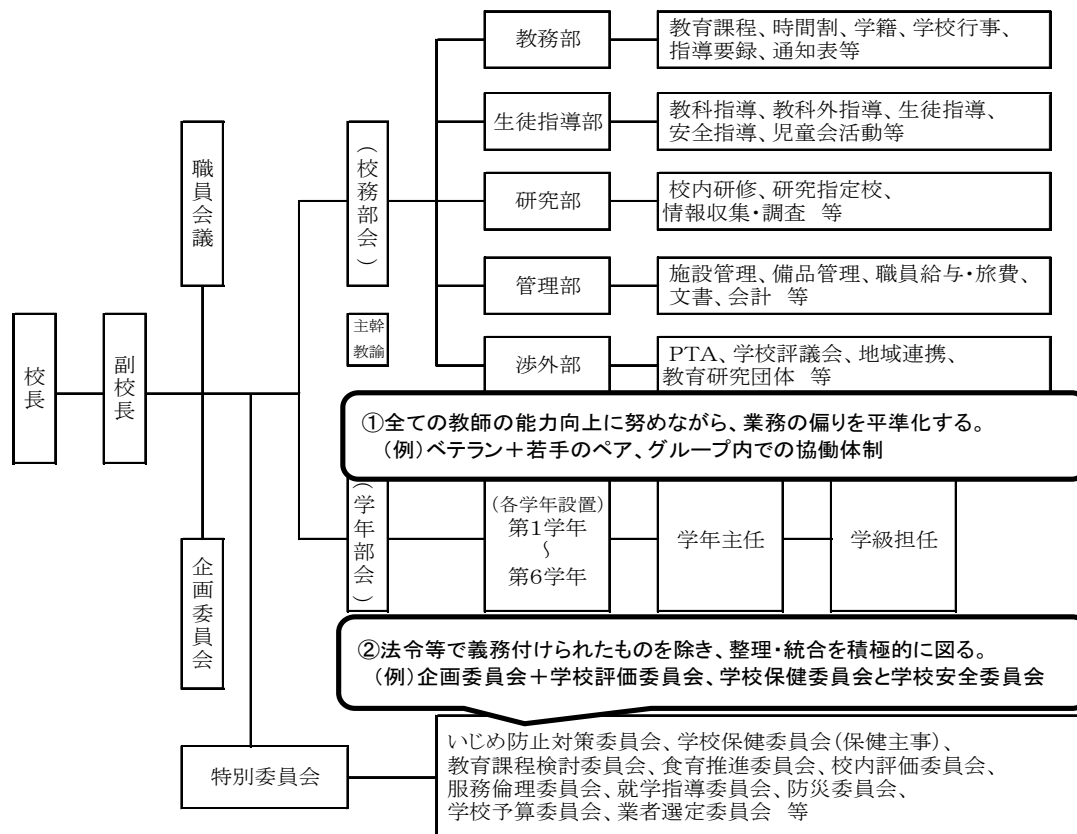 教務部
教育課程、時間割、学籍、学校行事、
指導要録、通知表等
生徒指導部
教科指導、教科外指導、生徒指導、
安全指導、児童会活動等
職員会議
(校務部会)
研究部
校内研修、研究指定校、
情報収集・調査 等
管理部
施設管理、備品管理、職員給与・旅費、
文書、会計 等
主幹
教諭
渉外部
PTA、学校評議会、地域連携、
教育研究団体 等
校長
副校長
①全ての教師の能力向上に努めながら、業務の偏りを平準化する。
(例)ベテラン+若手のペア、グループ内での協働体制
(学年部会)
(各学年設置)
第1学年
~
第6学年
学年主任
学級担任
企画委員会
②法令等で義務付けられたものを除き、整理・統合を積極的に図る。
(例)企画委員会+学校評価委員会、学校保健委員会と学校安全委員会
特別委員会
いじめ防止対策委員会、学校保健委員会(保健主事)、
教育課程検討委員会、食育推進委員会、校内評価委員会、
服務倫理委員会、就学指導委員会、防災委員会、
学校予算委員会、業者選定委員会 等